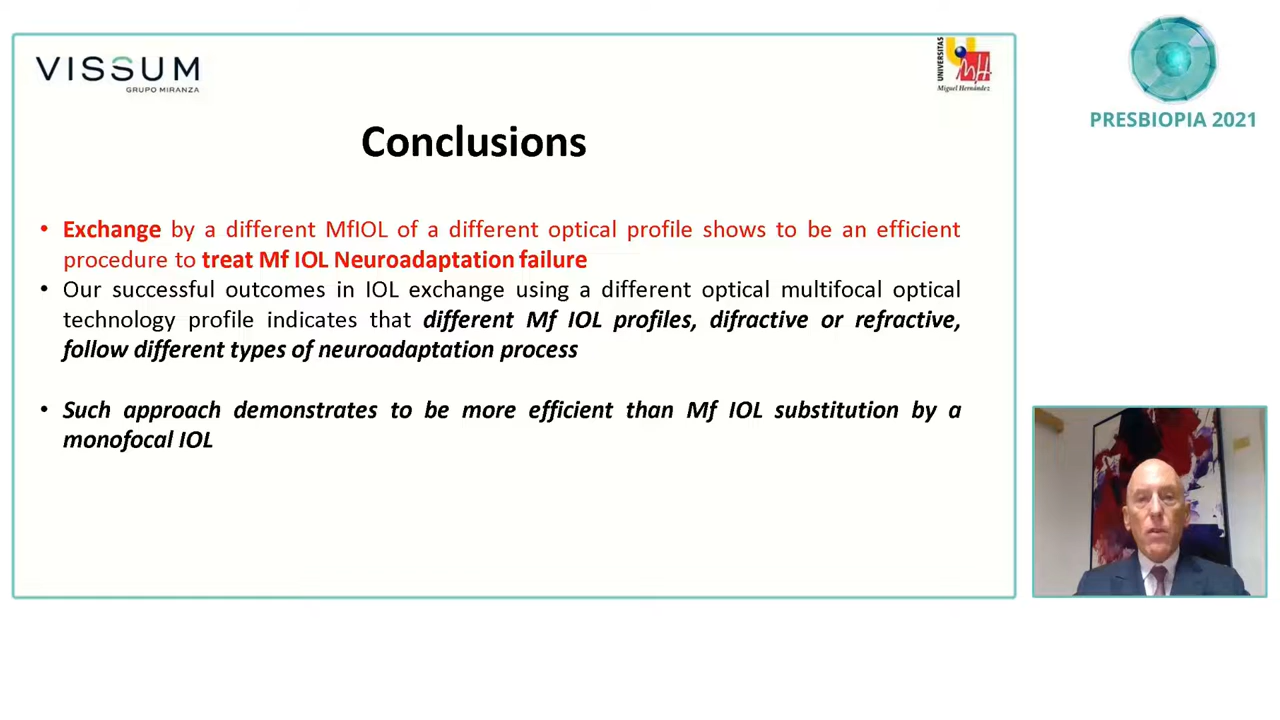 VISSUM
GRUPO MIRANZA
UNIVERSITAS
Miguel Hernández
PRESBIOPIA 2021
Conclusions
• Exchange by a different MfIOL of a different optical profile shows to be an efficient
procedure to treat Mf IOL Neuroadaptation failure
• Our successful outcomes in IOL exchange using a different optical multifocal optical
technology profile indicates that different Mf IOL profiles, difractive or refractive,
follow different types of neuroadaptation process
• Such approach demonstrates to be more efficient than Mf IOL substitution by a
monofocal IOL